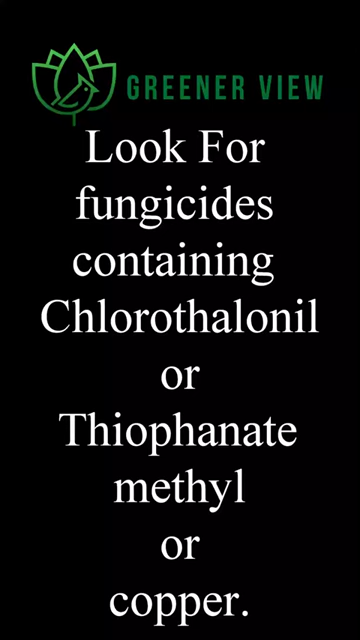 GREENER VIEW
Look For
fungicides
containing
Chlorothalonil
or
Thiophanate
methyl
or
copper.